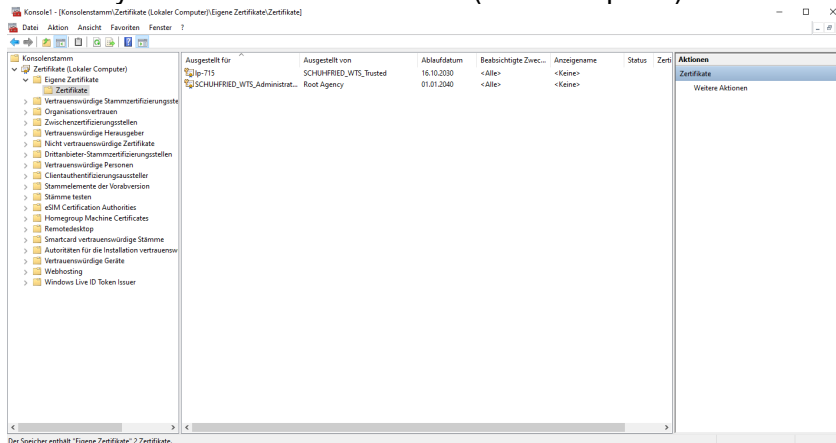 Console1 - [Konsolenstamm\Zertifikate (Lokaler Computer)\Eigene Zertifikate\Zertifikate]
Datei Aktion Ansicht Favoriten Fenster ?
Konsolenstamm
Zertifikate (Lokaler Computer)
Eigene Zertifikate
Zertifikate
Vertrauenswürdige Stammzertifizierungsste
Organisationsvertrauen
Zwischenzertifizierungsstellen
Vertrauenswürdige Herausgeber
Nicht vertrauenswürdige Zertifikate
Drittanbieter-Stammzertifizierungsstellen
Vertrauenswürdige Personen
Clientauthentifizierungsaussteller
Stammelemente der Vorabversion
Stämme testen
eSIM Certification Authorities
Homegroup Machine Certificates
Remotedesktop
Smartcard vertrauenswürdige Stämme
Autoritäten für die Installation vertrauensw
Vertrauenswürdige Geräte
Webhosting
Windows Live ID Token Issuer
Ausgestellt für Ausgestellt von Ablaufdatum Beabsichtigte Zwec... Anzeigename Status Zerti
lp-715 SCHUHFRIED_WTS_Trusted 16.10.2030 <Alle> <Keine>
SCHUHFRIED_WTS_Administrat... Root Agency 01.01.2040 <Alle> <Keine>
Aktionen
Zertifikate
Weitere Aktionen
Der Speicher enthält "Eigene Zertifikate" 2 Zertifikate.